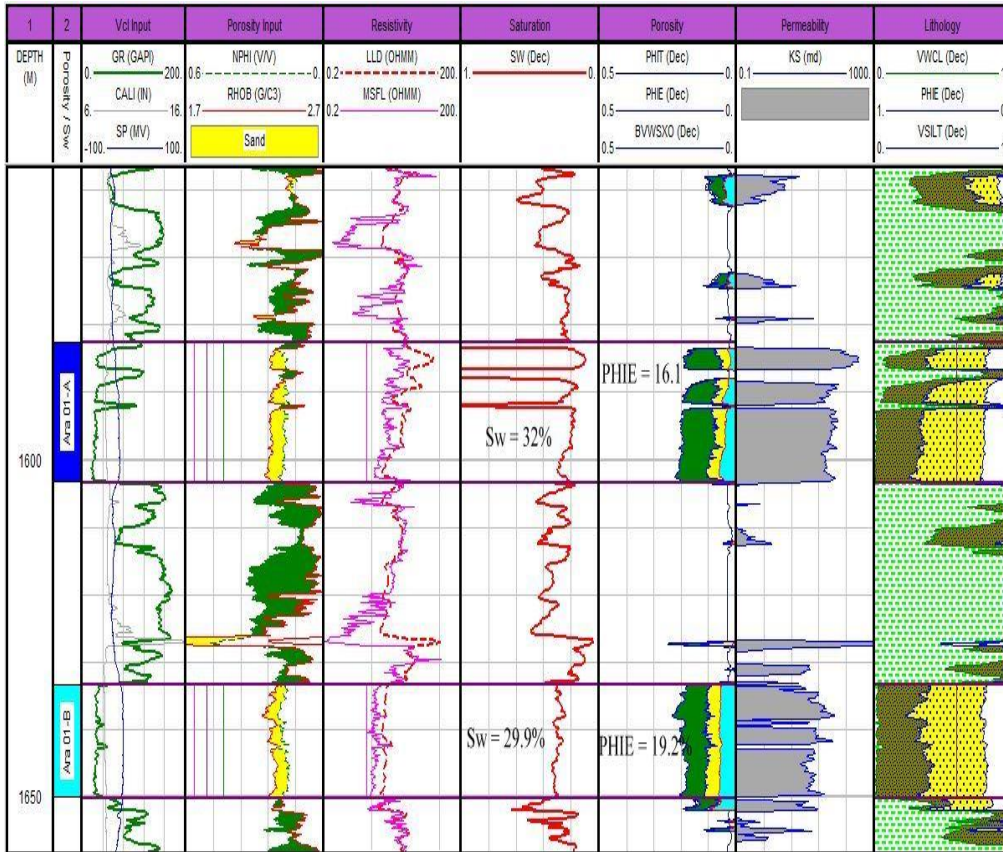 1 2 Vcl Input Porosity Input Resistivity Saturation Porosity Permeability Lithology
DEPTH (M)
Porosity / Sw
GR (GAPI)
0. 200.
CALI (IN)
6. 16.
SP (MV)
-100. 100.
NPHI (V/V)
0.6 0.
RHOB (G/C3)
1.7 2.7
Sand
LLD (OHMM)
0.2 200.
MSFL (OHMM)
0.2 200.
SW (Dec)
1. 0.
PHIT (Dec)
0.5 0.
PHIE (Dec)
0.5 0.
BVWSXO (Dec)
0.5 0.
KS (md)
0.1 1000.
VWCL (Dec)
0. 1
PHIE (Dec)
1. 0
VSILT (Dec)
0. 1
Ara 01-A
PHIE = 16.1
Sw = 32%
1600
Ara 01-B
Sw = 29.9%
PHIE = 19.2%
1650